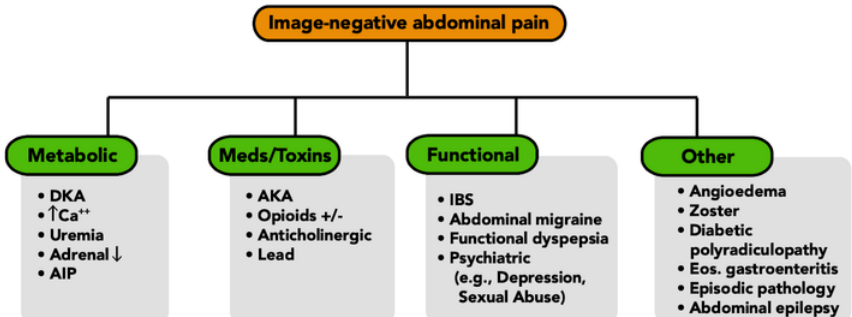 Image-negative abdominal pain
Metabolic
• DKA
• ↑Ca⁺⁺
• Uremia
• Adrenal ↓
• AIP
Meds/Toxins
• AKA
• Opioids +/-
• Anticholinergic
• Lead
Functional
• IBS
• Abdominal migraine
• Functional dyspepsia
• Psychiatric
(e.g., Depression,
Sexual Abuse)
Other
• Angioedema
• Zoster
• Diabetic
polyradiculopathy
• Eos. gastroenteritis
• Episodic pathology
• Abdominal epilepsy